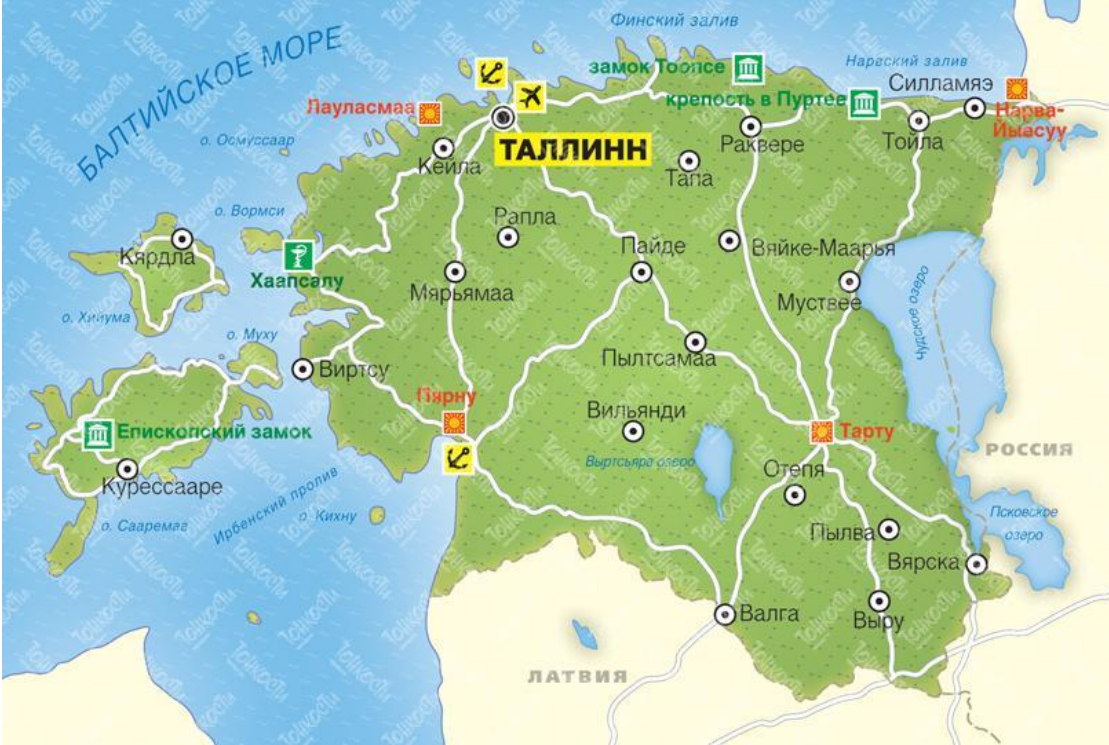 Финский залив
БАЛТИЙСКОЕ МОРЕ
замок Тоолсе
Нарвский залив
Силламяэ
Лауласмаа
крепость в Пуртсе
Нарва-
Йыэсуу
о. Осмуссаар
ТАЛЛИНН
Кейла
Раквере
Тойла
Тапа
о. Вормси
Рапла
Кярдла
Пайде
Вяйке-Маарья
Хаапсалу
Мярьямаа
Муствее
Чудское озеро
о. Хийума
о. Муху
Виртсу
Пылтсамаа
Пярну
Вильянди
Епископский замок
Тарту
РОССИЯ
Выртсъярв озеро
Отепя
Курессааре
Ирбенский пролив
о. Сааремаа
о. Кихну
Псковское
озеро
Пылва
Вярска
Валга
Выру
ЛАТВИЯ